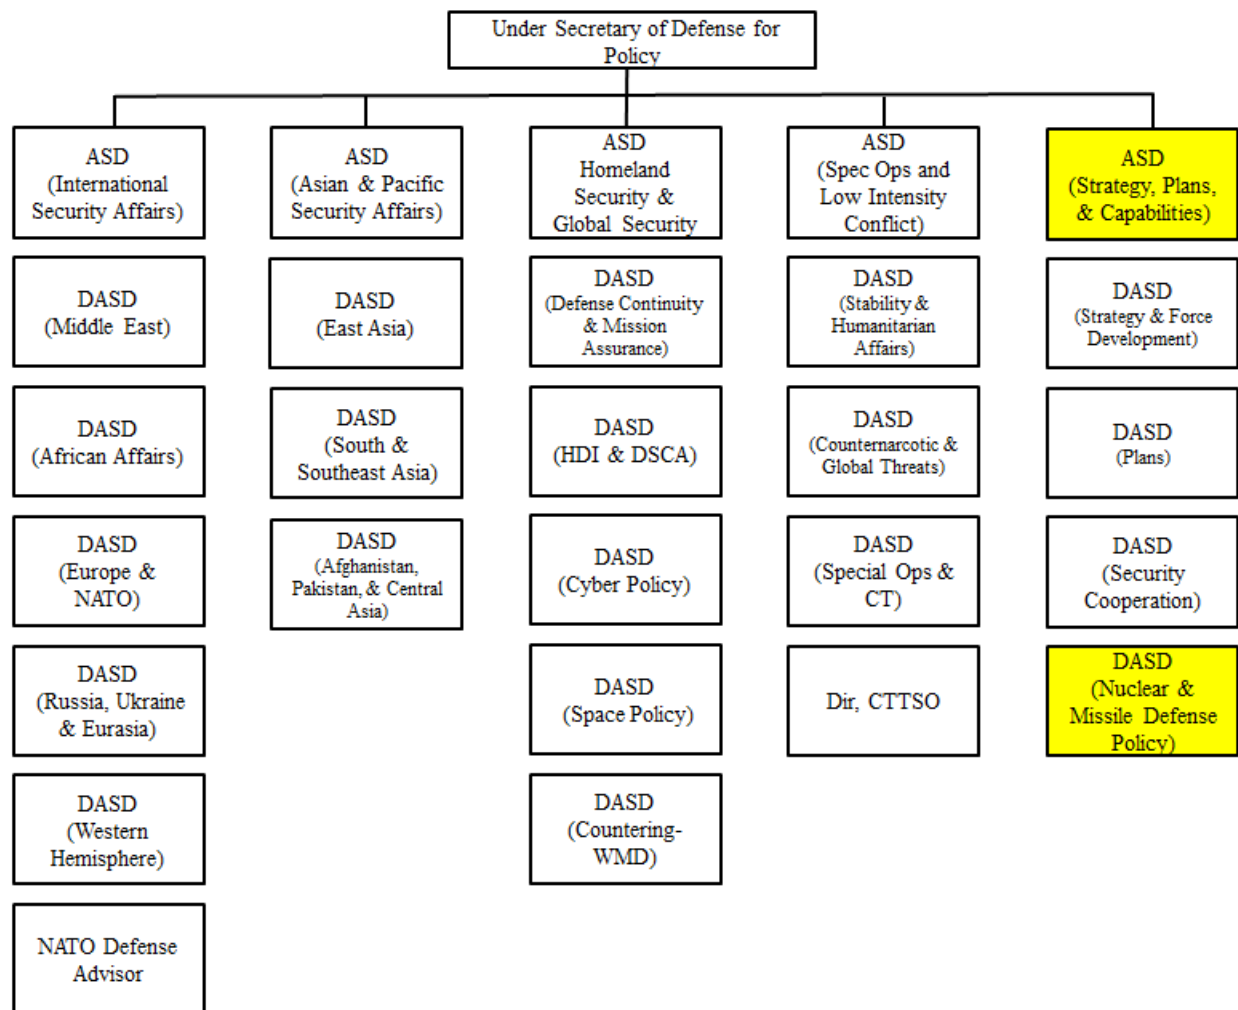 Under Secretary of Defense for
Policy
ASD
(International
Security Affairs)
DASD
(Middle East)
DASD
(African Affairs)
DASD
(Europe &
NATO)
DASD
(Russia, Ukraine
& Eurasia)
DASD
(Western
Hemisphere)
NATO Defense
Advisor
ASD
(Asian & Pacific
Security Affairs)
DASD
(East Asia)
DASD
(South &
Southeast Asia)
DASD
(Afghanistan,
Pakistan, & Central
Asia)
ASD
Homeland
Security &
Global Security
DASD
(Defense Continuity
& Mission
Assurance)
DASD
(HDI & DSCA)
DASD
(Cyber Policy)
DASD
(Space Policy)
DASD
(Countering-
WMD)
ASD
(Spec Ops and
Low Intensity
Conflict)
DASD
(Stability &
Humanitarian
Affairs)
DASD
(Counternarcotic &
Global Threats)
DASD
(Special Ops &
CT)
Dir, CTTSO
ASD
(Strategy, Plans,
& Capabilities)
DASD
(Strategy & Force
Development)
DASD
(Plans)
DASD
(Security
Cooperation)
DASD
(Nuclear &
Missile Defense
Policy)